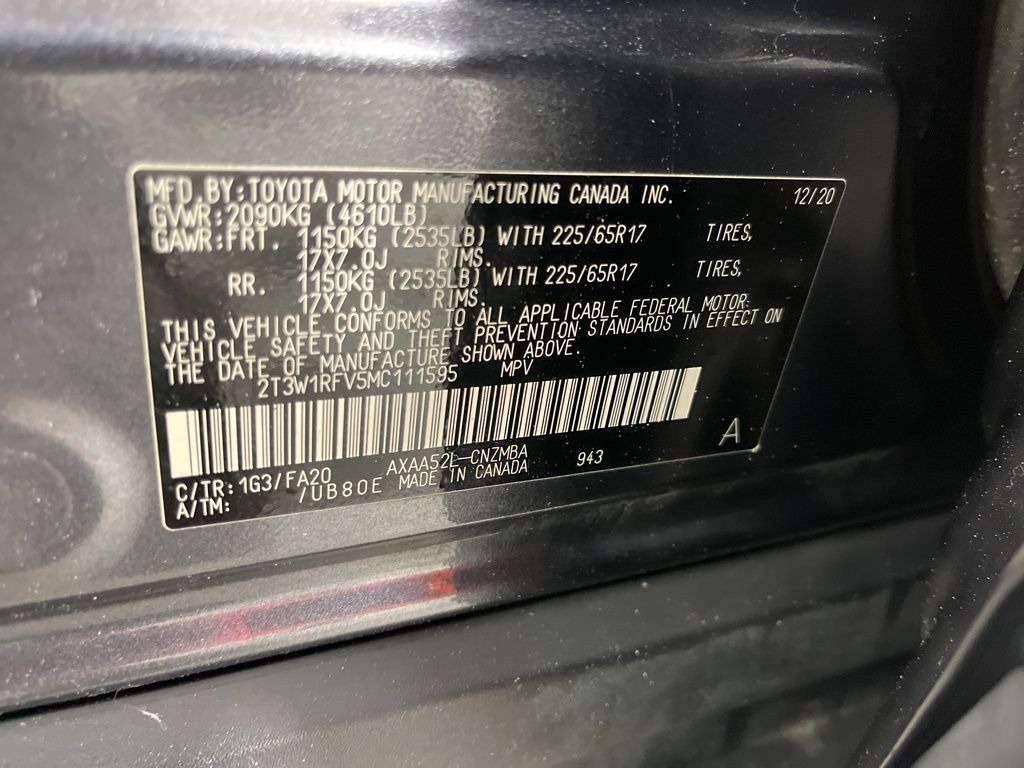 MFD.BY:TOYOTA MOTOR MANUFACTURING CANADA INC. 12/20
GVWR:2090KG (4610LB)
GAWR:FRT. 1150KG (2535LB) WITH 225/65R17 TIRES,
17X7.0J RIMS.
RR. 1150KG (2535LB) WITH 225/65R17 TIRES,
17X7.0J RIMS.
THIS VEHICLE CONFORMS TO ALL APPLICABLE FEDERAL MOTOR
VEHICLE SAFETY AND THEFT PREVENTION STANDARDS IN EFFECT ON
THE DATE OF MANUFACTURE SHOWN ABOVE.
2T3W1RFV5MC111595 MPV
A
C/TR:1G3/FA20 AXAA52L-CNZMBA 943
A/TM: /UB80E MADE IN CANADA